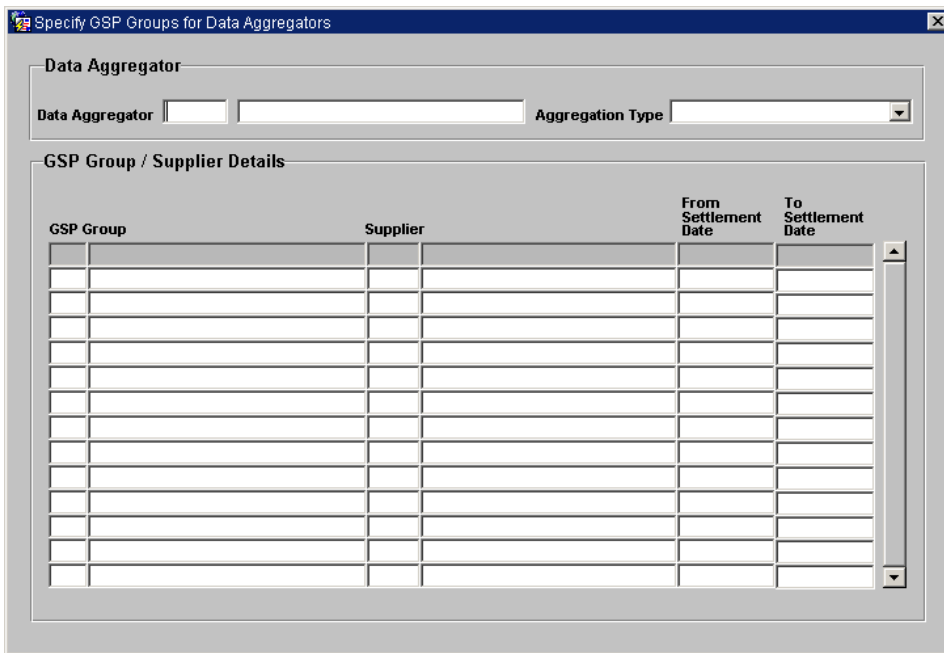 Specify GSP Groups for Data Aggregators
Data Aggregator
Data Aggregator Aggregation Type
GSP Group / Supplier Details
GSP Group Supplier From Settlement Date To Settlement Date